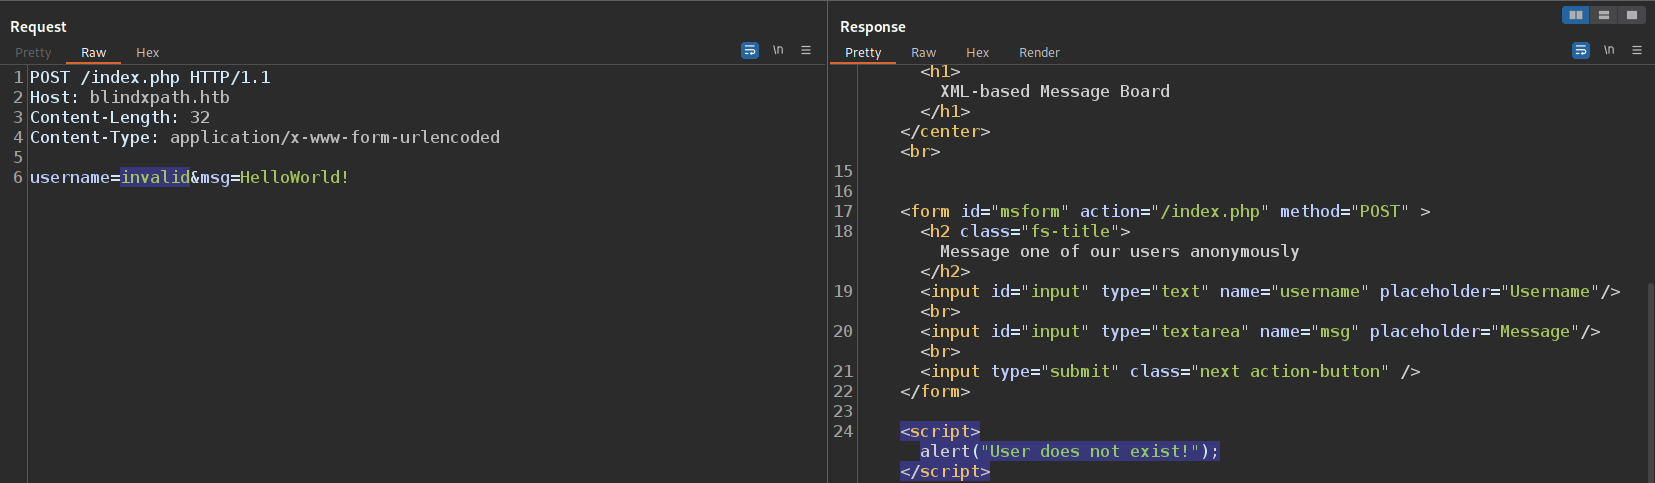 Request
Pretty Raw Hex
\n
1 POST /index.php HTTP/1.1
2 Host: blindxpath.htb
3 Content-Length: 32
4 Content-Type: application/x-www-form-urlencoded
5
6 username=invalid&msg=HelloWorld!
Response
Pretty Raw Hex Render
\n
<h1>
XML-based Message Board
</h1>
</center>
<br>
15
16
17 <form id="msform" action="/index.php" method="POST" >
18 <h2 class="fs-title">
Message one of our users anonymously
</h2>
19 <input id="input" type="text" name="username" placeholder="Username"/>
<br>
20 <input id="input" type="textarea" name="msg" placeholder="Message"/>
<br>
21 <input type="submit" class="next action-button" />
22 </form>
23
24 <script>
alert("User does not exist!");
</script>